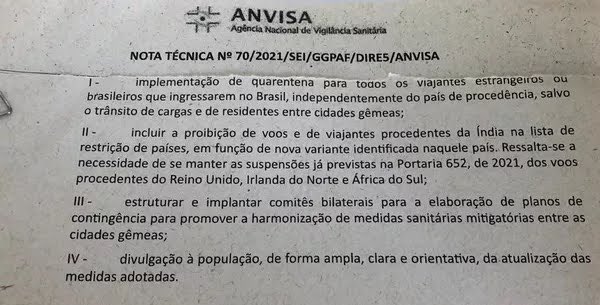 ANVISA
Agência Nacional de Vigilância Sanitária
NOTA TÉCNICA Nº 70/2021/SEI/GGPAF/DIRE5/ANVISA
I - implementação de quarentena para todos os viajantes estrangeiros ou
brasileiros que ingressarem no Brasil, independentemente do país de procedência, salvo
o trânsito de cargas e de residentes entre cidades gêmeas;
II - incluir a proibição de voos e de viajantes procedentes da Índia na lista de
restrição de países, em função de nova variante identificada naquele país. Ressalta-se a
necessidade de se manter as suspensões já previstas na Portaria 652, de 2021, dos voos
procedentes do Reino Unido, Irlanda do Norte e África do Sul;
III - estruturar e implantar comitês bilaterais para a elaboração de planos de
contingência para promover a harmonização de medidas sanitárias mitigatórias entre as
cidades gêmeas;
IV - divulgação à população, de forma ampla, clara e orientativa, da atualização das
medidas adotadas.